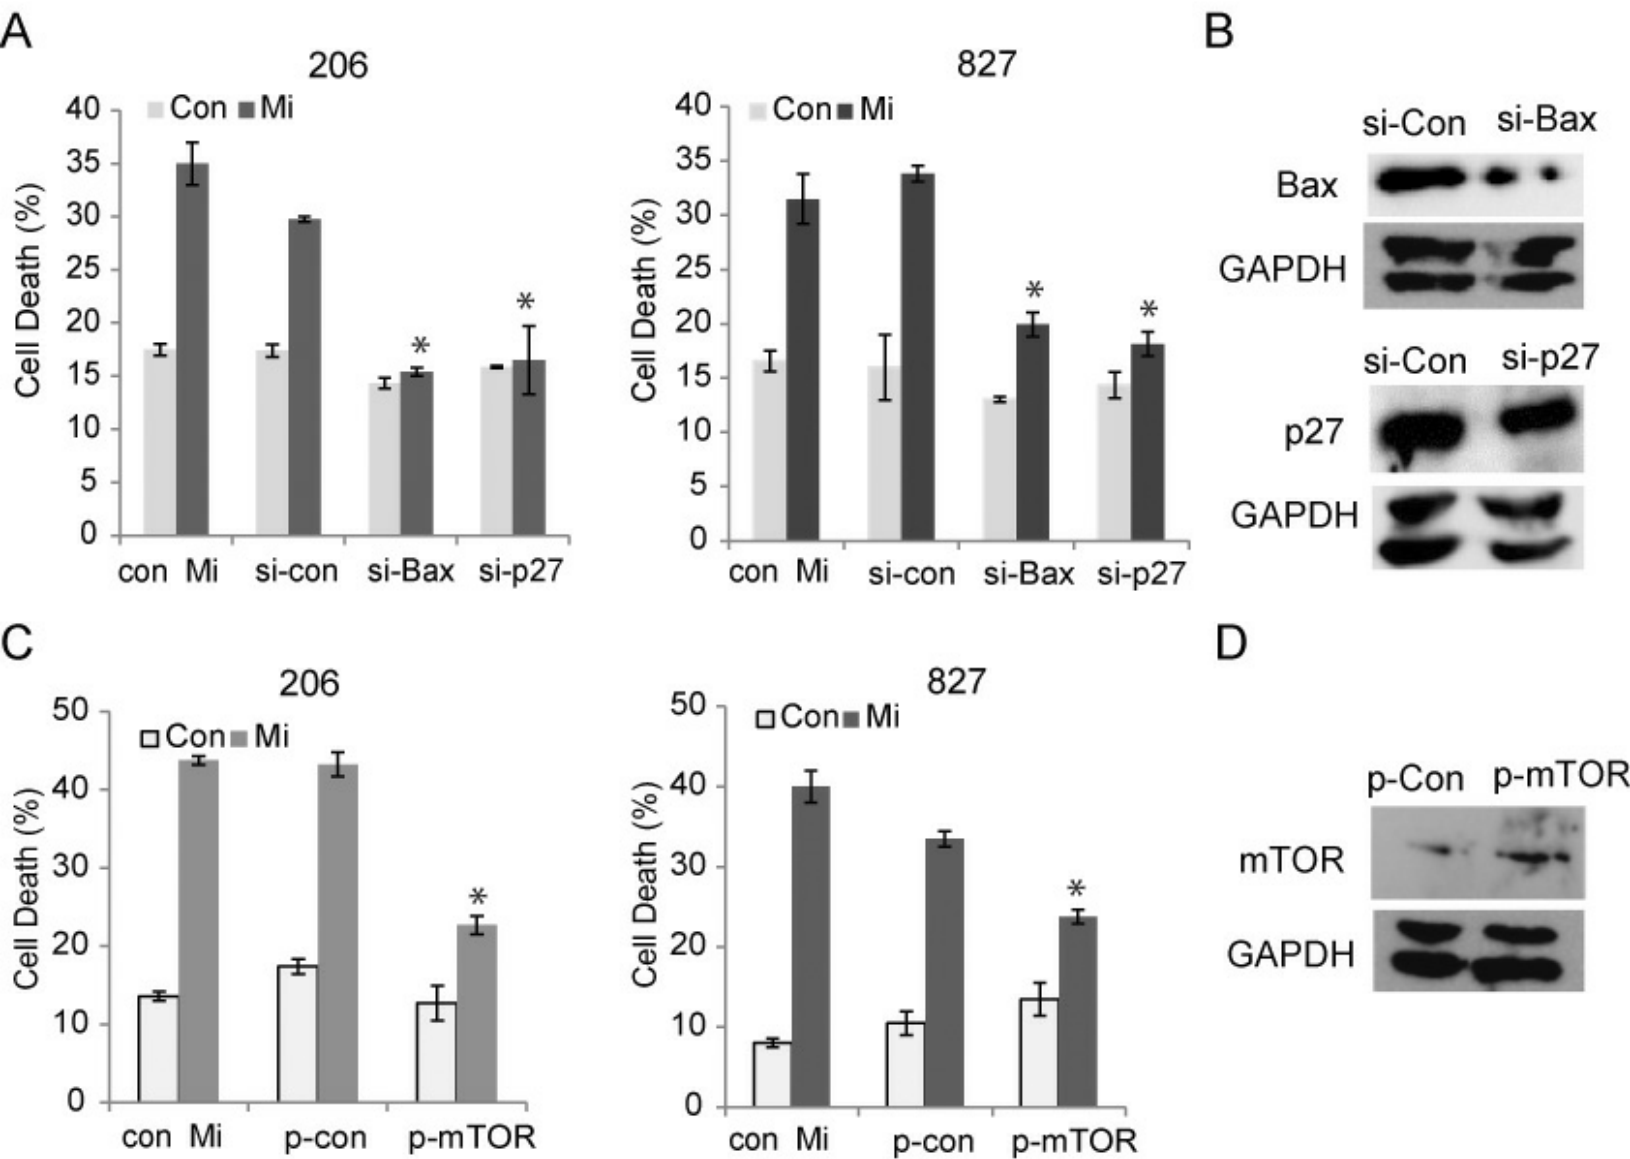 A
206
Con Mi
Cell Death (%)
40
35
30
25
20
15
10
5
0
con Mi si-con si-Bax si-p27
*
*
827
Con Mi
Cell Death (%)
40
35
30
25
20
15
10
5
0
con Mi si-con si-Bax si-p27
*
*
B
si-Con si-Bax
Bax
GAPDH
si-Con si-p27
p27
GAPDH
C
206
Con Mi
Cell Death (%)
50
40
30
20
10
0
con Mi p-con p-mTOR
*
827
Con Mi
Cell Death (%)
50
40
30
20
10
0
con Mi p-con p-mTOR
*
D
p-Con p-mTOR
mTOR
GAPDH